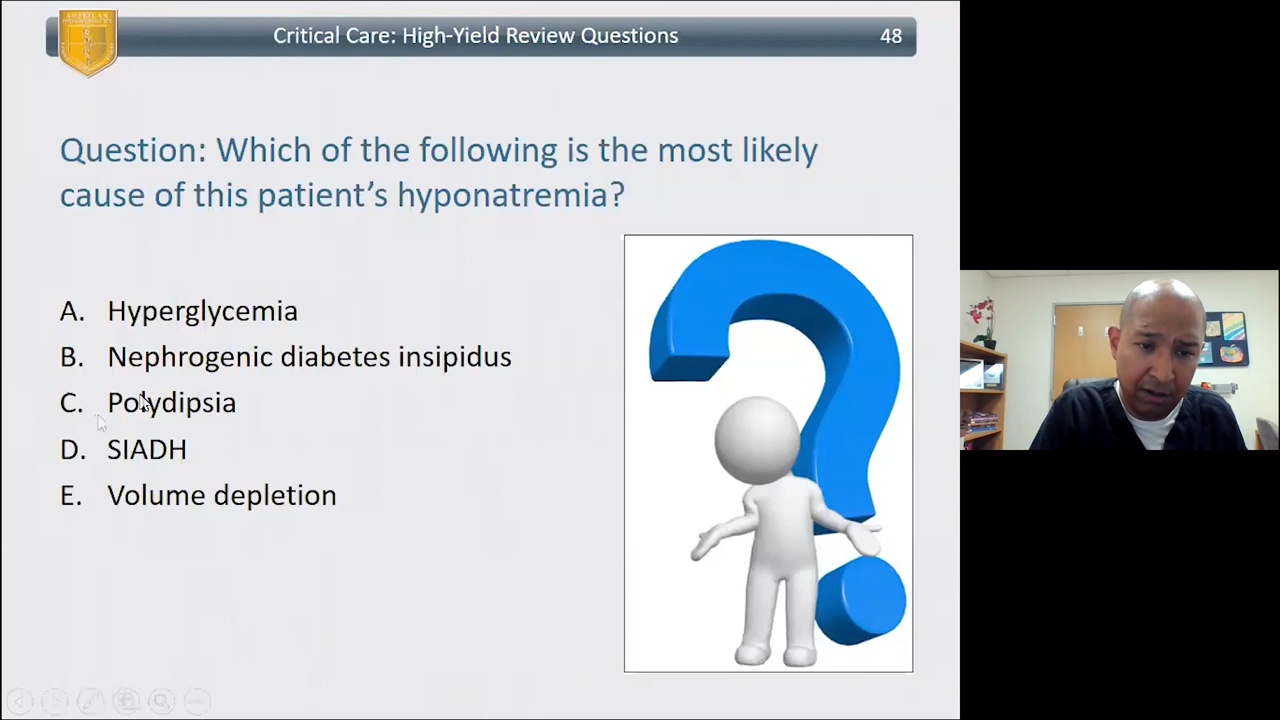 Critical Care: High-Yield Review Questions
48
Question: Which of the following is the most likely
cause of this patient’s hyponatremia?
A. Hyperglycemia
B. Nephrogenic diabetes insipidus
C. Polydipsia
D. SIADH
E. Volume depletion